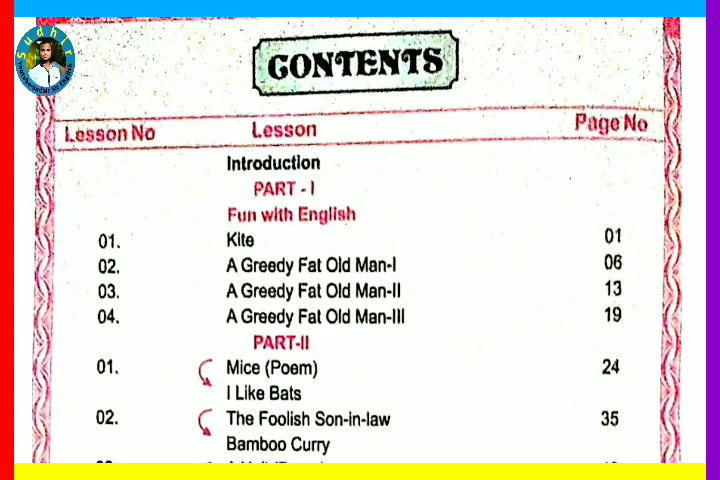 Sudhir
CONTENTS
Lesson No Lesson Page No
Introduction
PART - I
Fun with English
01. Kite 01
02. A Greedy Fat Old Man-I 06
03. A Greedy Fat Old Man-II 13
04. A Greedy Fat Old Man-III 19
PART-II
01. Mice (Poem) 24
I Like Bats
02. The Foolish Son-in-law 35
Bamboo Curry